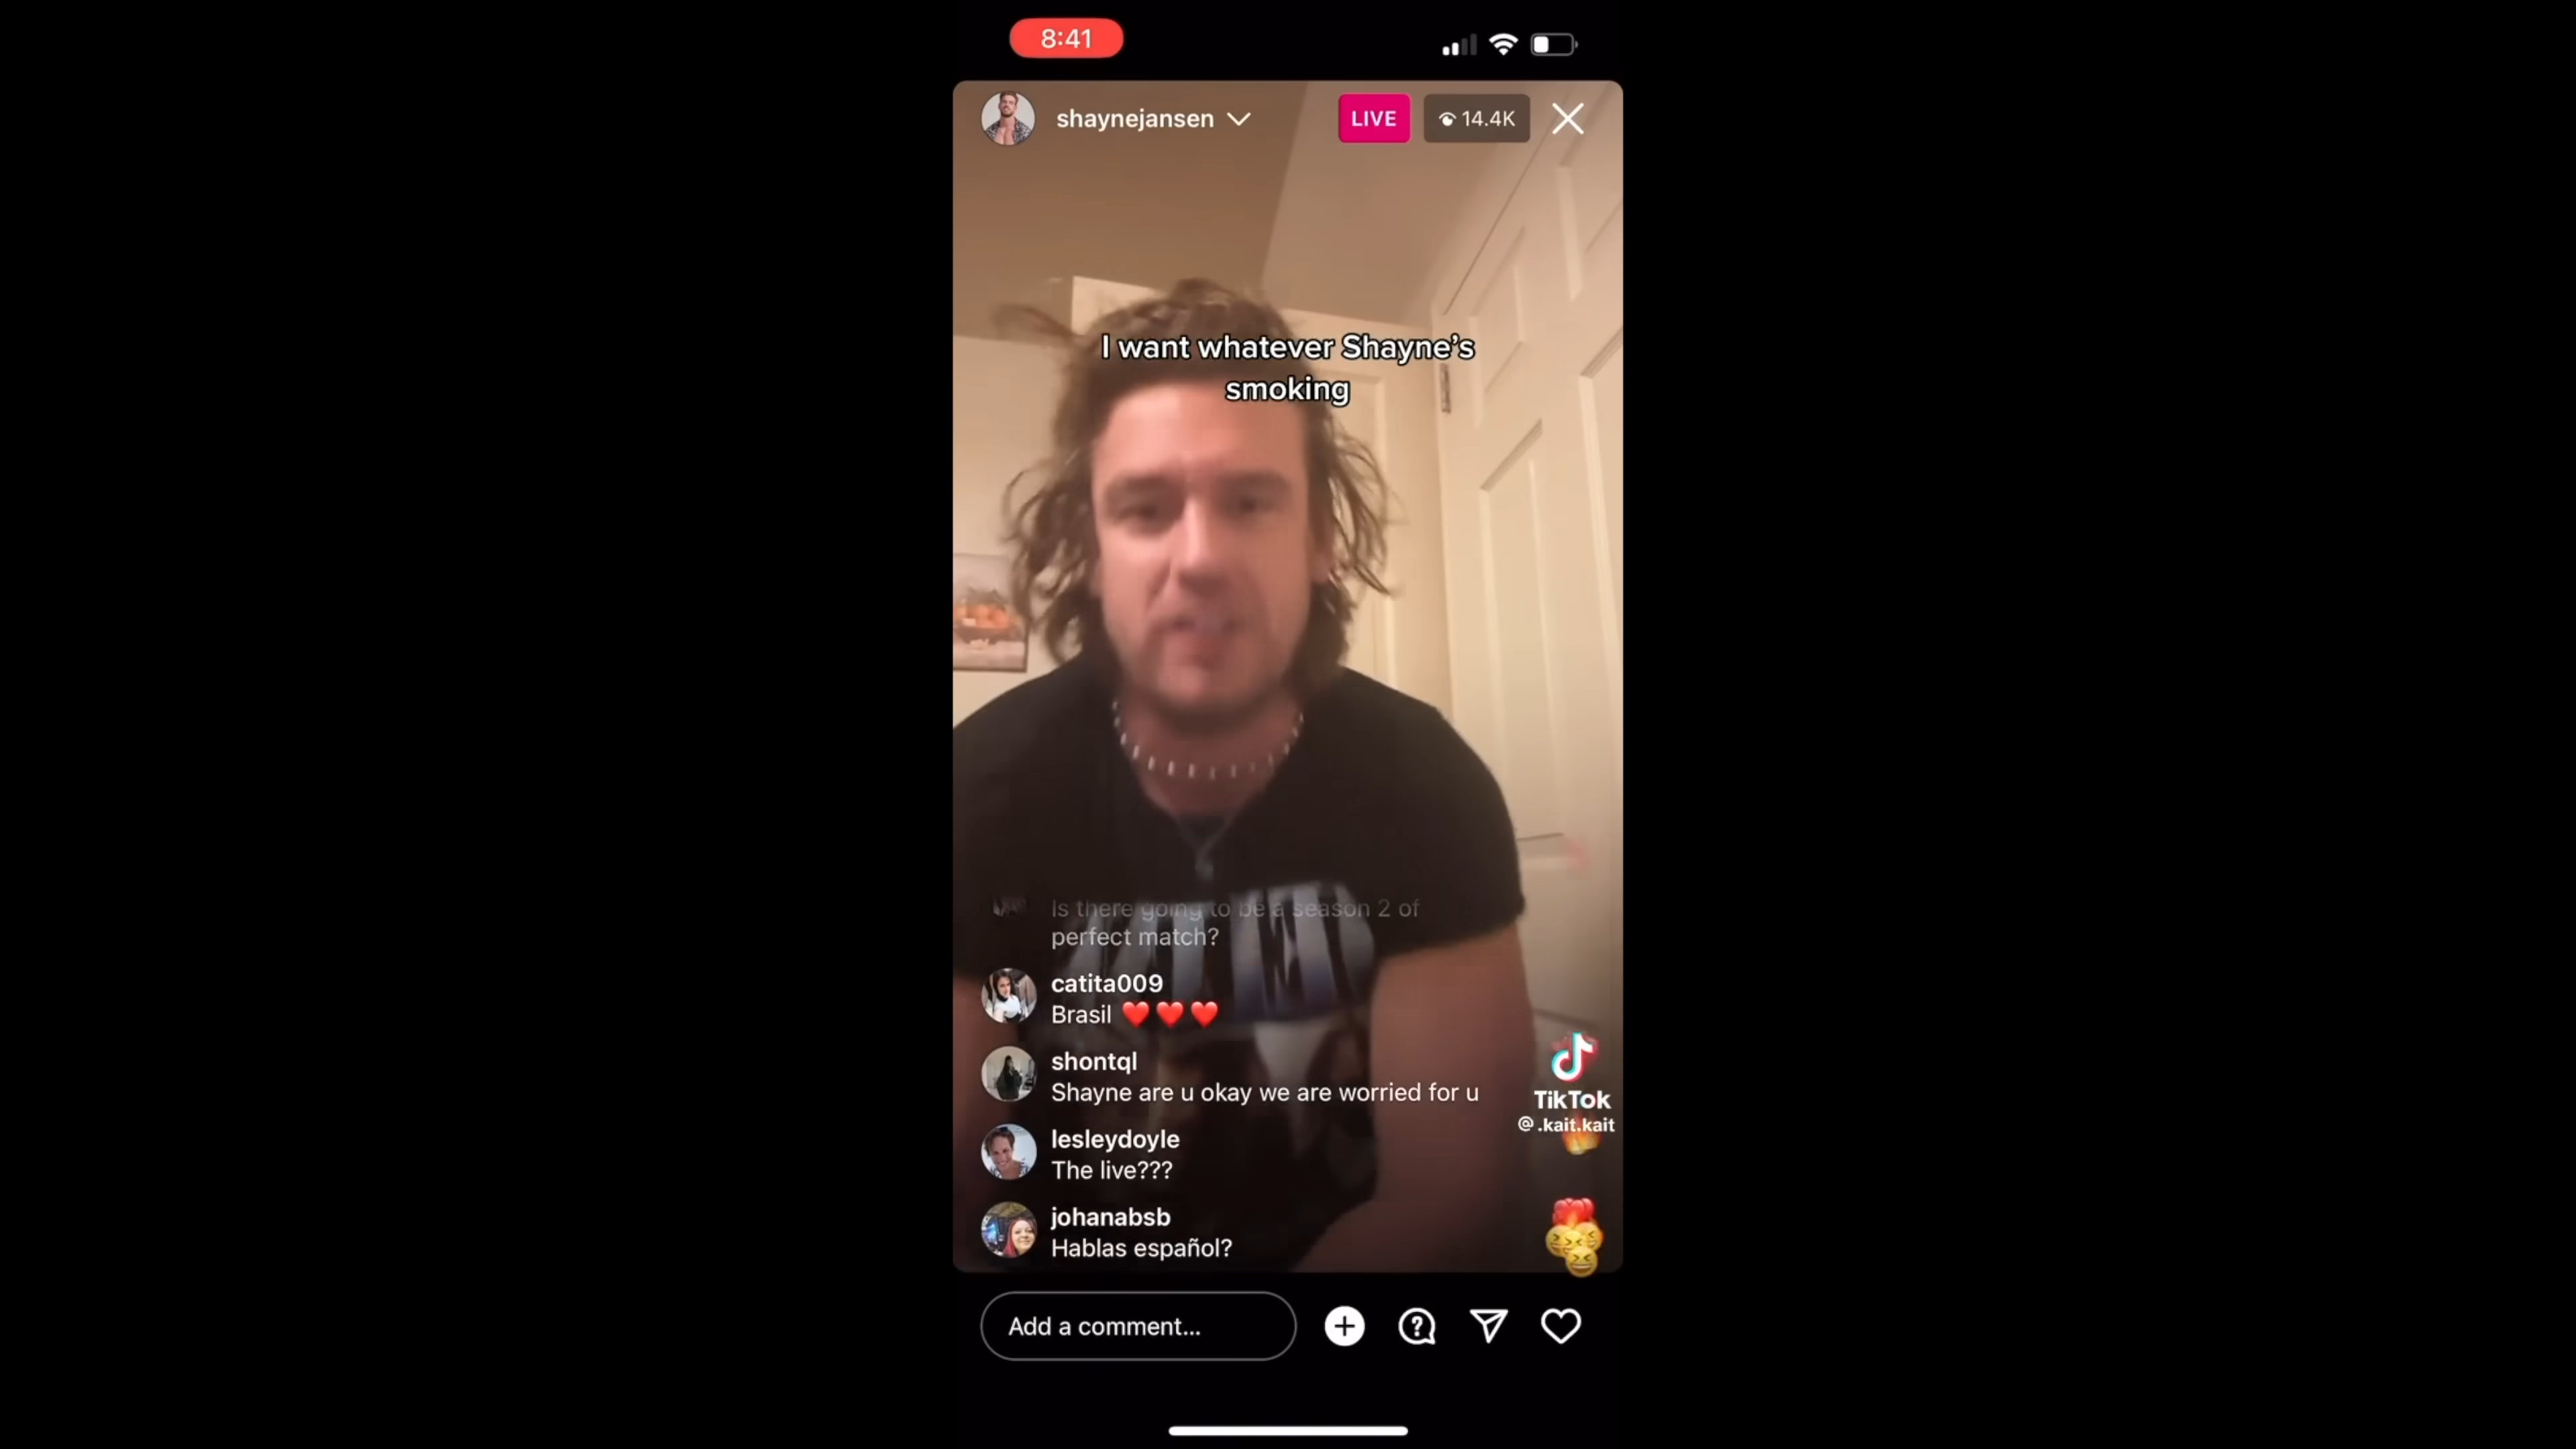 8:41
shaynejansen
LIVE
14.4K
I want whatever Shayne's
smoking
Is there going to be a season 2 of
perfect match?
catita009
Brasil ❤️ ❤️ ❤️
shontql
Shayne are u okay we are worried for u
TikTok
@.kait.kait
lesleydoyle
The live???
johanabsb
Hablas español?
Add a comment...